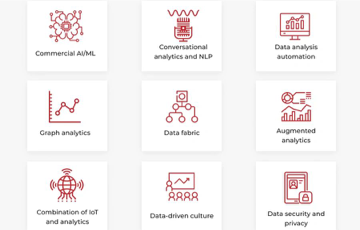 Commercial AI/ML
Conversational
analytics and NLP
Data analysis
automation
Graph analytics
Data fabric
Augmented
analytics
Combination of IoT
and analytics
Data-driven culture
Data security and
privacy